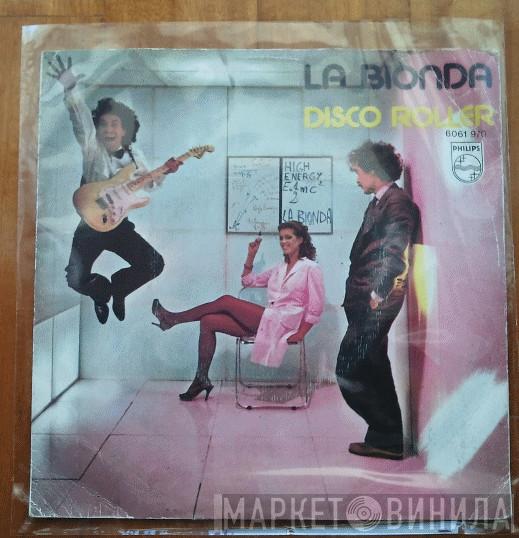 LA BIONDA
DISCO ROLLER
6061 970
PHILIPS
HIGH
ENERGY
LA BIONDA
МАРКЕТ ВИНИЛА